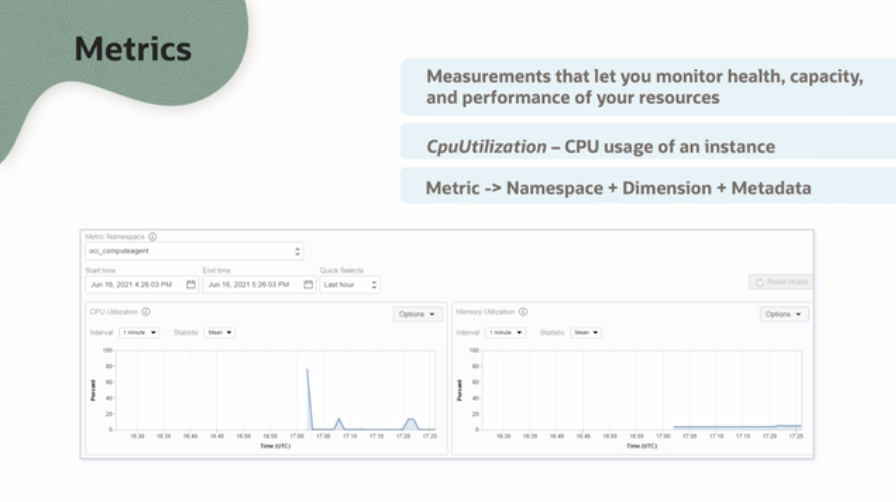 Metrics
Measurements that let you monitor health, capacity,
and performance of your resources
CpuUtilization – CPU usage of an instance
Metric -> Namespace + Dimension + Metadata
Metric Namespace
oci_computeagent
Start time End time Quick Selects
Jun 16, 2021 4:26:03 PM Jun 16, 2021 5:26:03 PM Last hour Reset charts
CPU Utilization Options
Interval 1 minute Statistic Mean
100
80
60
40
20
0
Percent
16:30 16:35 16:40 16:45 16:50 16:55 17:00 17:05 17:10 17:15 17:20 17:25
Time (UTC)
Memory Utilization Options
Interval 1 minute Statistic Mean
100
80
60
40
20
0
Percent
16:30 16:35 16:40 16:45 16:50 16:55 17:00 17:05 17:10 17:15 17:20 17:25
Time (UTC)